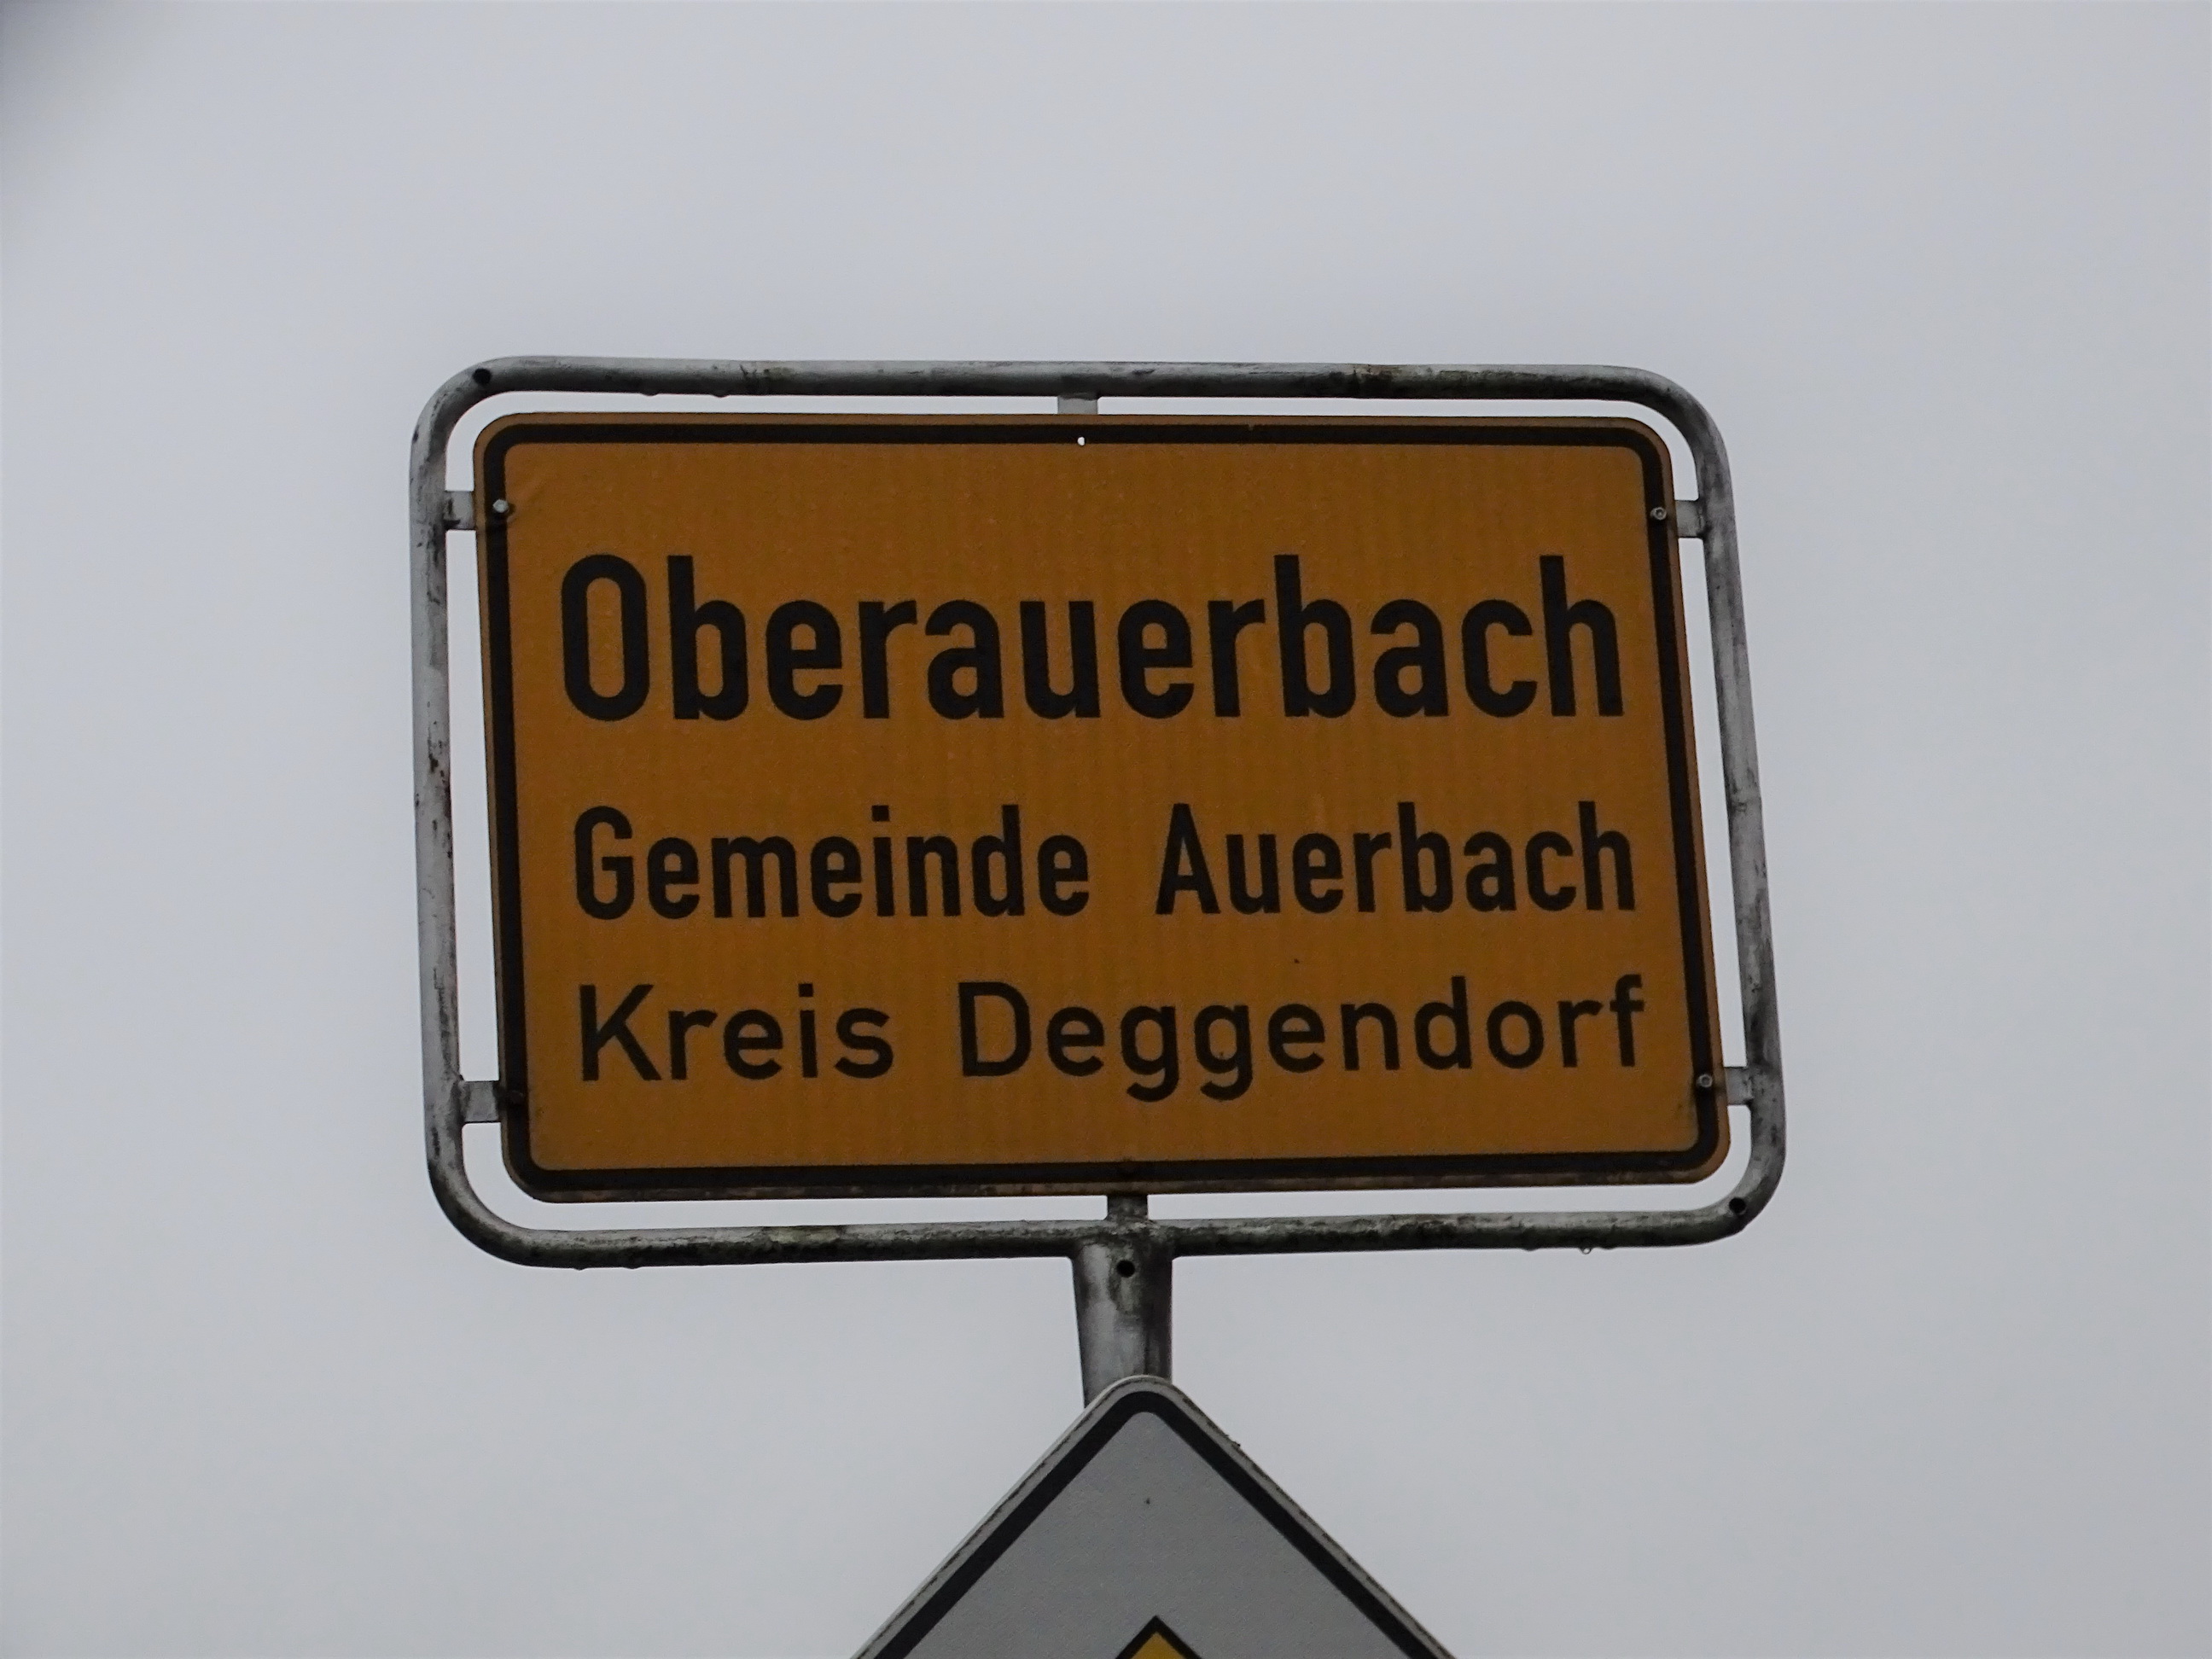 Oberauerbach
Gemeinde Auerbach
Kreis Deggendorf